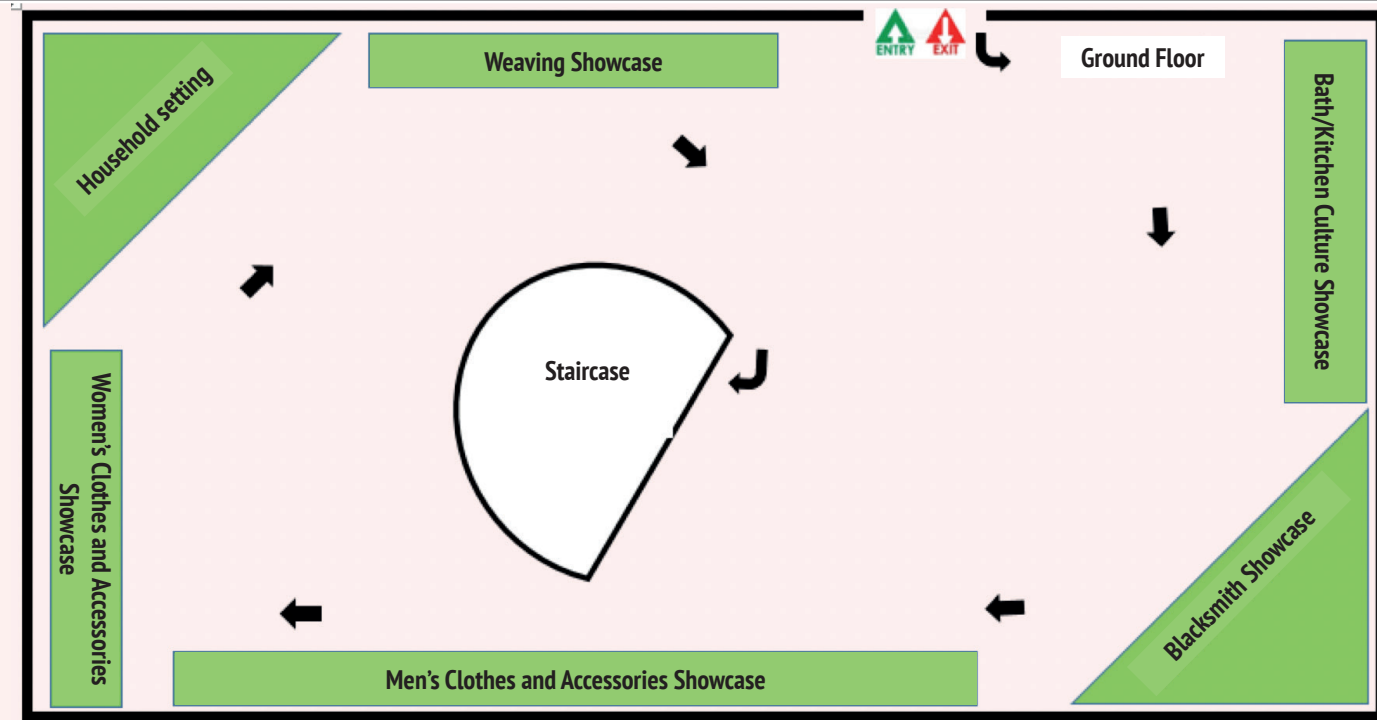 Household setting
Weaving Showcase
ENTRY
EXIT
Ground Floor
Bath/Kitchen Culture Showcase
Staircase
Women’s Clothes and Accessories
Showcase
Blacksmith Showcase
Men’s Clothes and Accessories Showcase